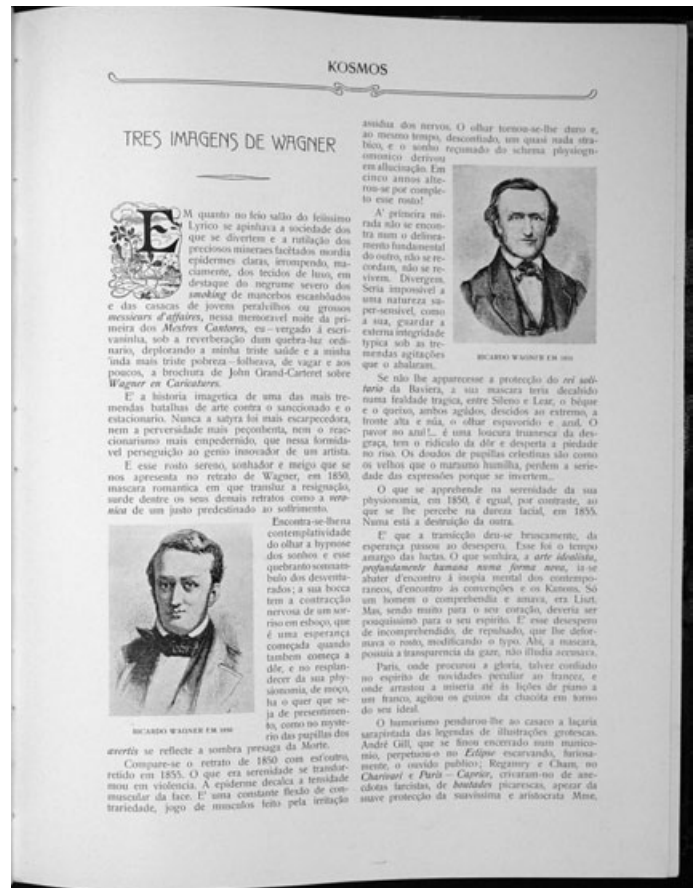 KOSMOS
TRES IMAGENS DE WAGNER
EM quanto no feio salão do feiissimo
Lyrico se apinhava a sociedade dos
que se divertem e a rutilação dos
preciosos mineraes facêtados mordia
epidermes claras, irrompendo, ma-
ciamente, dos tecidos de luxo, em
destaque do negrume severo dos
smoking de mancebos escanhôados
e das casacas de jovens peralvilhos ou grossos
messieurs d'affaires, nessa memoravel noite da pri-
meira dos Mestres Cantores, eu—vergado á escri-
vaninha, sob a reverberação dum quebra-luz ordi-
nario, deplorando a minha triste saúde e a minha
'inda mais triste pobreza—folheava, de vagar e aos
poucos, a brochura de John Grand-Carteret sobre
Wagner en Caricatures.
E' a historia imagetica de uma das mais tre-
mendas batalhas de arte contra o sanccionado e o
estacionario. Nunca a satyra foi mais escarpecedora,
nem a perversidade mais peçonhenta, nem o reac-
cionarismo mais empedernido, que nessa formida-
vel perseguição ao genio innovador de um artista.
E esse rosto sereno, sonhador e meigo que se
nos apresenta no retrato de Wagner, em 1850,
mascara romantica em que transluz a resignação,
surde dentre os seus demais retratos como a vero-
nica de um justo predestinado ao soffrimento.
Encontra-se-lhe na
contemplatividade
do olhar a hypnose
dos sonhos e esse
quebranto somnam-
bulo dos desventu-
rados; a sua bocca
tem a contracção
nervosa de um sor-
riso em esboço, que
é uma esperança
começada quando
tambem começa a
dôr, e no resplan-
decer da sua phy-
sionomia, de moço,
ha o quer que se-
ja de presentimen-
to, como no myste-
rio das pupillas dos
RICARDO WAGNER EM 1850
avertis se reflecte a sombra presaga da Morte.
Compare-se o retrato de 1850 com est'outro,
retido em 1855. O que era serenidade se transfor-
mou em violencia. A epiderme decalca a tensidade
muscular da face. E' uma constante flexão de con-
trariedade, jogo de musculos feito pela irritação
assidua dos nervos. O olhar tornou-se-lhe duro e,
ao mesmo tempo, desconfiado, um quasi nada stra-
bico, e o sonho reçumado do schema physiogn-
omonico derivou
em allucinação. Em
cinco annos alte-
rou-se por comple-
to esse rosto!
A' primeira mi-
rada não se encon-
tra num o delinea-
mento fundamental
do outro, não se re-
cordam, não se re-
vivem. Divergem.
Seria impossivel a
uma natureza su-
per-sensivel, como
a sua, guardar a
externa integridade
typica sob as tre-
mendas agitações
que o abalaram.
RICARDO WAGNER EM
Se não lhe apparecesse a protecção do rei soli-
tario da Baviera, a sua mascara teria decahido
numa fealdade tragica, entre Sileno e Lear, o béque
e o queixo, ambos agudos, descidos ao extremo, a
fronte alta e núa, o olhar espavorido e azul. O
pavor no azul!... é uma loucura truanesca da des-
graça, tem o ridiculo da dôr e desperta a piedade
no riso. Os doudos de pupillas celestinas são como
os velhos que o marasmo humilha, perdem a serie-
dade das expressões porque se invertem...
O que se apprehende na serenidade da sua
physionomia, em 1850, é egual, por contraste, ao
que se lhe percebe na dureza facial, em 1855.
Numa está a destruição da outra.
E' que a transicção deu-se bruscamente, da
esperança passou ao desespero. Esse foi o tempo
amargo das luctas. O que sonhára, a arte idealista,
profundamente humana numa forma nova, ia-se
abater d'encontro á inopia mental dos contempo-
raneos, d'encontro ás convenções e os Kanons. Só
um homem o comprehendia e amava, era Liszt.
Mas, sendo muito para o seu coração, deveria ser
pouquissimo para o seu espirito. E' esse desespero
de incomprehendido, de repulsado, que lhe defor-
mava o rosto, modificando o typo. Ahi, a mascara,
possuia a transparencia da gaze, não illudia
Paris, onde procurou a gloria, talvez confiado
no espirito de novidades peculiar ao francez, e
onde arrastou a miseria até ás lições de piano a
um franco, agitou os guizos da chacóta em torno
do seu ideal.
O humorismo pendurou-lhe ao casaco a laçaria
sarapintada das legendas de illustrações grotescas.
André Gill, que se finou encerrado num manico-
mio, perpetuou-o no Eclipse escarvando, furiosa-
mente, o ouvido publico; Regamey e Cham, no
Charivari e Paris—Caprice, crivaram-no de ane-
cdotas farcistas, de boutades picarescas, apezar da
suave protecção da suavissima e aristocrata Mme.